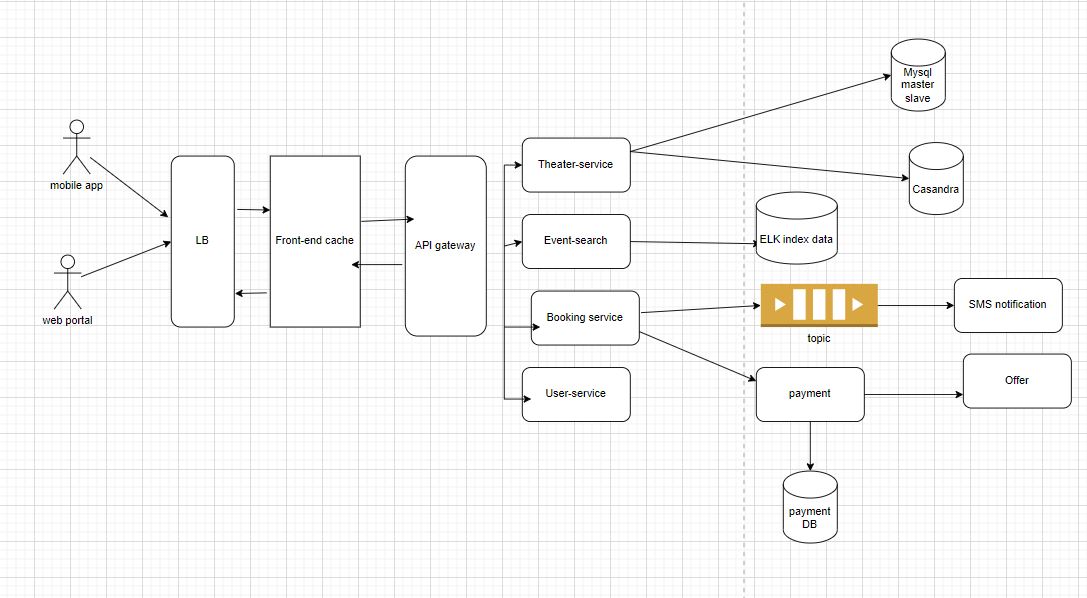 mobile app
web portal
LB
Front-end cache
API gateway
Theater-service
Event-search
Booking service
User-service
Mysql
master
slave
Casandra
ELK index data
topic
SMS notification
payment
Offer
payment
DB